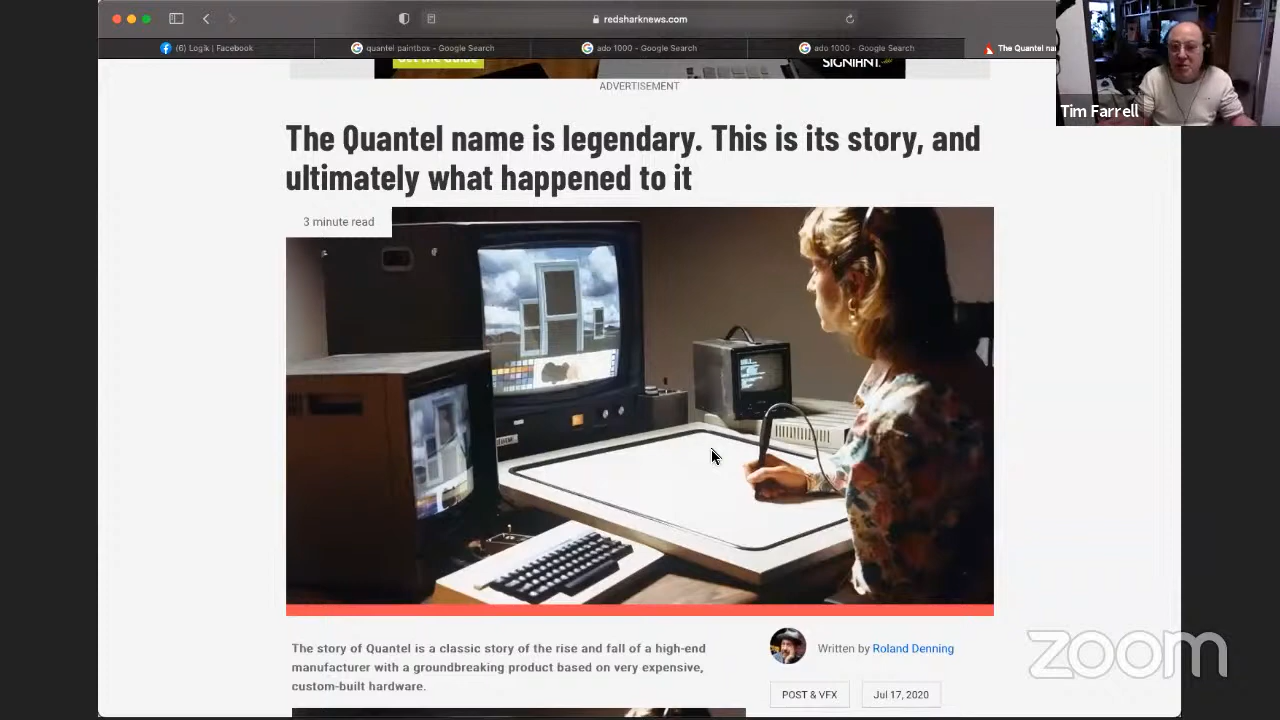 redsharknews.com
(6) Logik | Facebook
quantel paintbox - Google Search
ado 1000 - Google Search
ado 1000 - Google Search
The Quantel na
Get the Guide
SIGNIANT
ADVERTISEMENT
Tim Farrell
The Quantel name is legendary. This is its story, and
ultimately what happened to it
3 minute read
The story of Quantel is a classic story of the rise and fall of a high-end
manufacturer with a groundbreaking product based on very expensive,
custom-built hardware.
Written by Roland Denning
POST & VFX
Jul 17, 2020
zoom